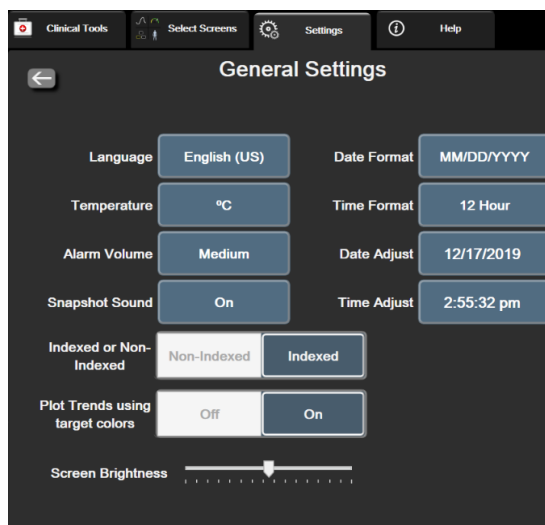 Clinical Tools
Select Screens
Settings
Help
General Settings
Language
English (US)
Date Format
MM/DD/YYYY
Temperature
ºC
Time Format
12 Hour
Alarm Volume
Medium
Date Adjust
12/17/2019
Snapshot Sound
On
Time Adjust
2:55:32 pm
Indexed or Non-
Indexed
Non-Indexed
Indexed
Plot Trends using
target colors
Off
On
Screen Brightness